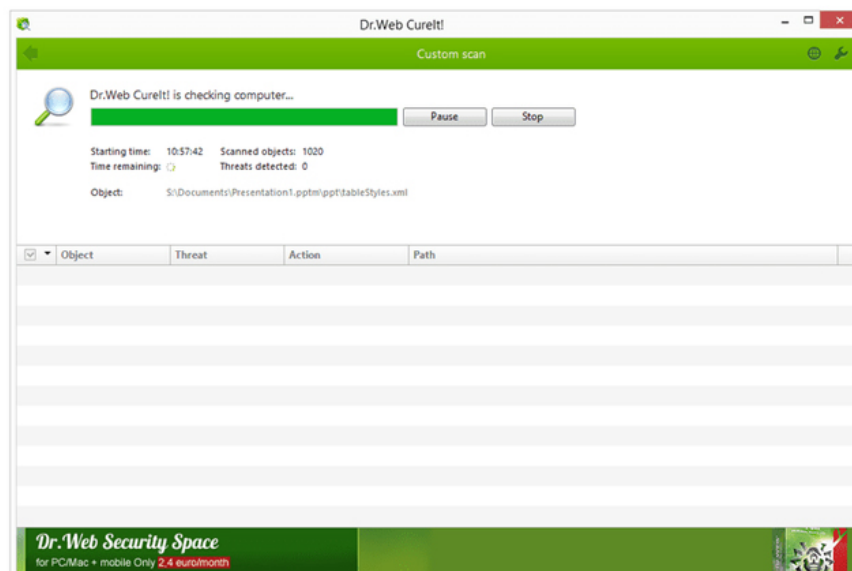 Dr.Web CureIt!
Custom scan
Dr.Web CureIt! is checking computer...
Pause
Stop
Starting time: 10:57:42 Scanned objects: 1020
Time remaining: Threats detected: 0
Object: S:\Documents\Presentation1.pptm\ppt\tableStyles.xml
Object Threat Action Path
Dr.Web Security Space
for PC/Mac + mobile Only 2,4 euro/month